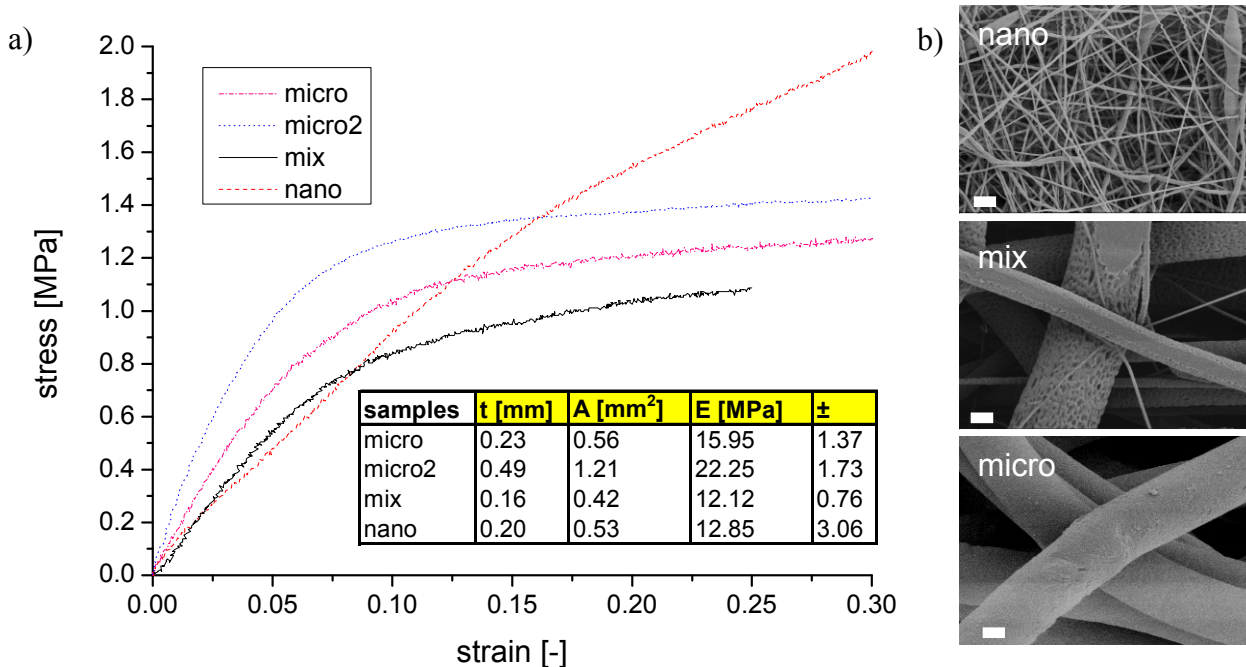 a)
stress [MPa]
2.0
1.8
1.6
1.4
1.2
1.0
0.8
0.6
0.4
0.2
0.0
micro
micro2
mix
nano
samples t [mm] A [mm²] E [MPa] ±
micro 0.23 0.56 15.95 1.37
micro2 0.49 1.21 22.25 1.73
mix 0.16 0.42 12.12 0.76
nano 0.20 0.53 12.85 3.06
0.00 0.05 0.10 0.15 0.20 0.25 0.30
strain [-]
b)
nano
mix
micro